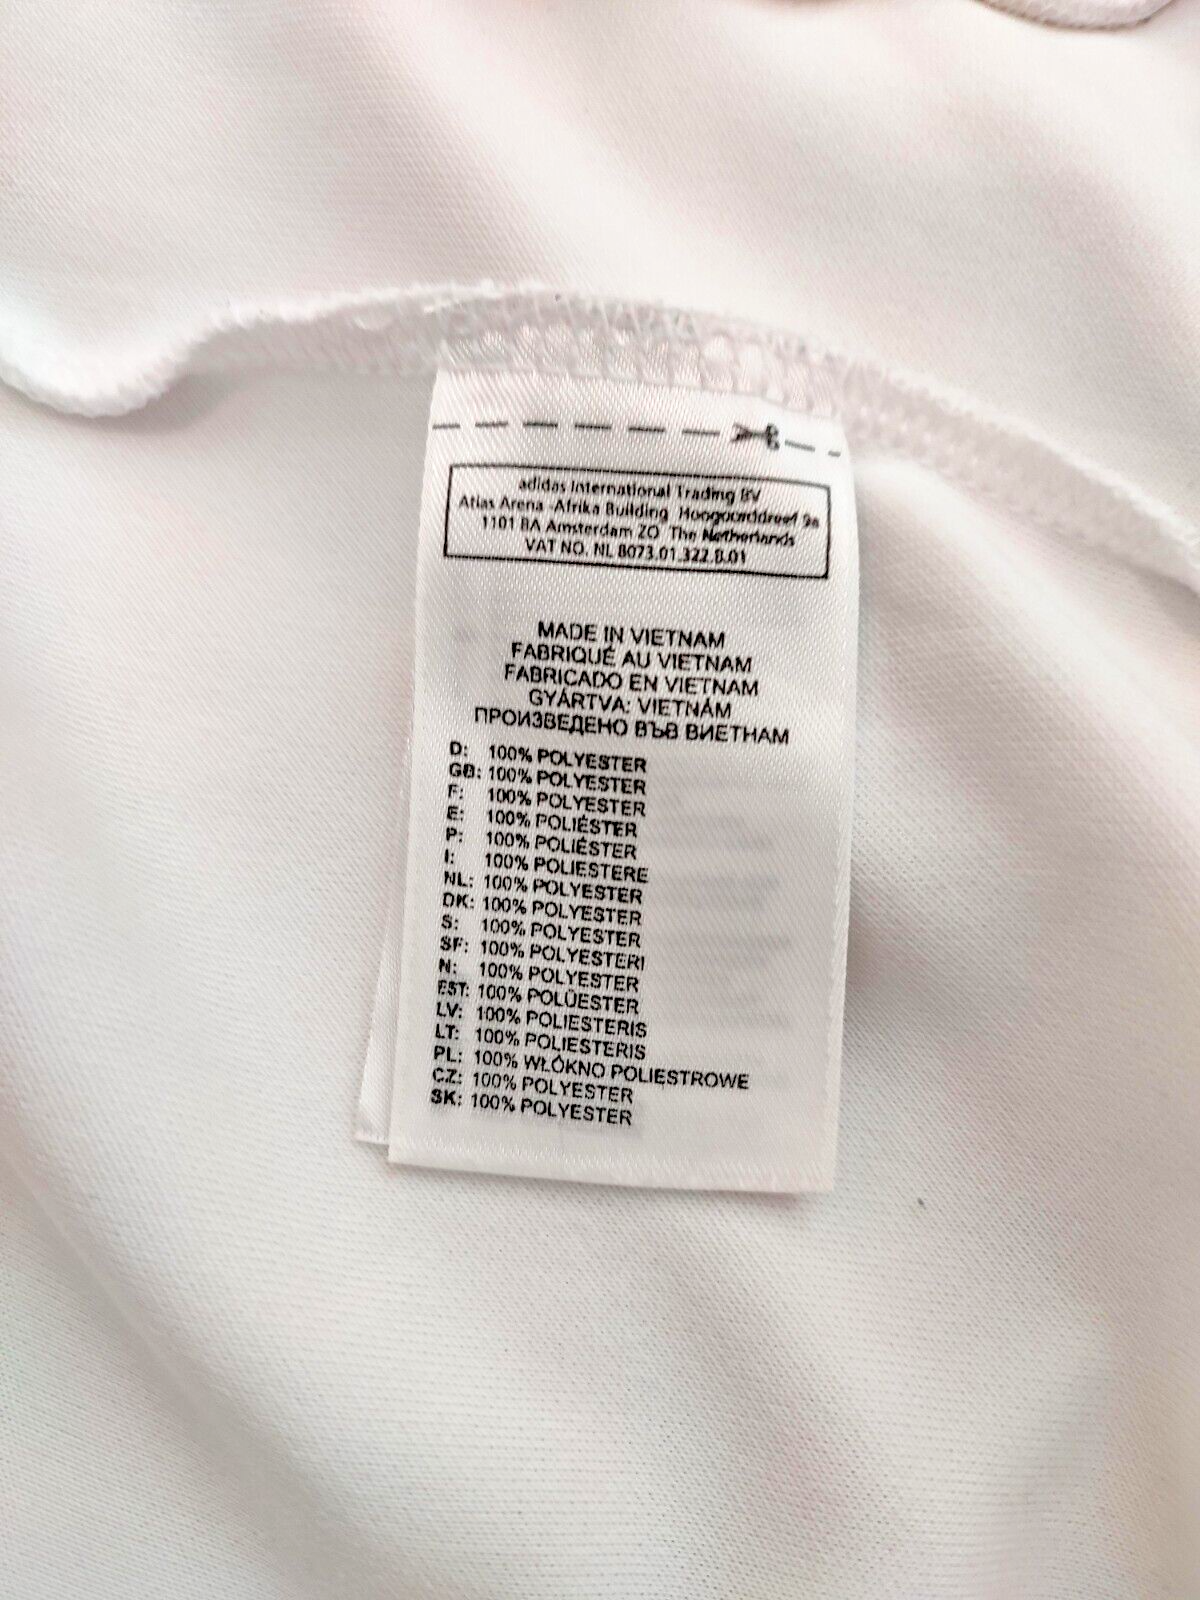 adidas International Trading BV
Atlas Arena -Afrika Building Hoogoorddreef 9a
1101 BA Amsterdam ZO The Netherlands
VAT NO. NL 8073.01.322.B.01
MADE IN VIETNAM
FABRIQUÉ AU VIETNAM
FABRICADO EN VIETNAM
GYÁRTVA: VIETNÁM
ПРОИЗВЕДЕНО ВЪВ ВИЕТНАМ
D: 100% POLYESTER
GB: 100% POLYESTER
F: 100% POLYESTER
E: 100% POLIÉSTER
P: 100% POLIÉSTER
I: 100% POLIESTERE
NL: 100% POLYESTER
DK: 100% POLYESTER
S: 100% POLYESTER
SF: 100% POLYESTERI
N: 100% POLYESTER
EST: 100% POLÜESTER
LV: 100% POLIESTERIS
LT: 100% POLIESTERIS
PL: 100% WŁÓKNO POLIESTROWE
CZ: 100% POLYESTER
SK: 100% POLYESTER